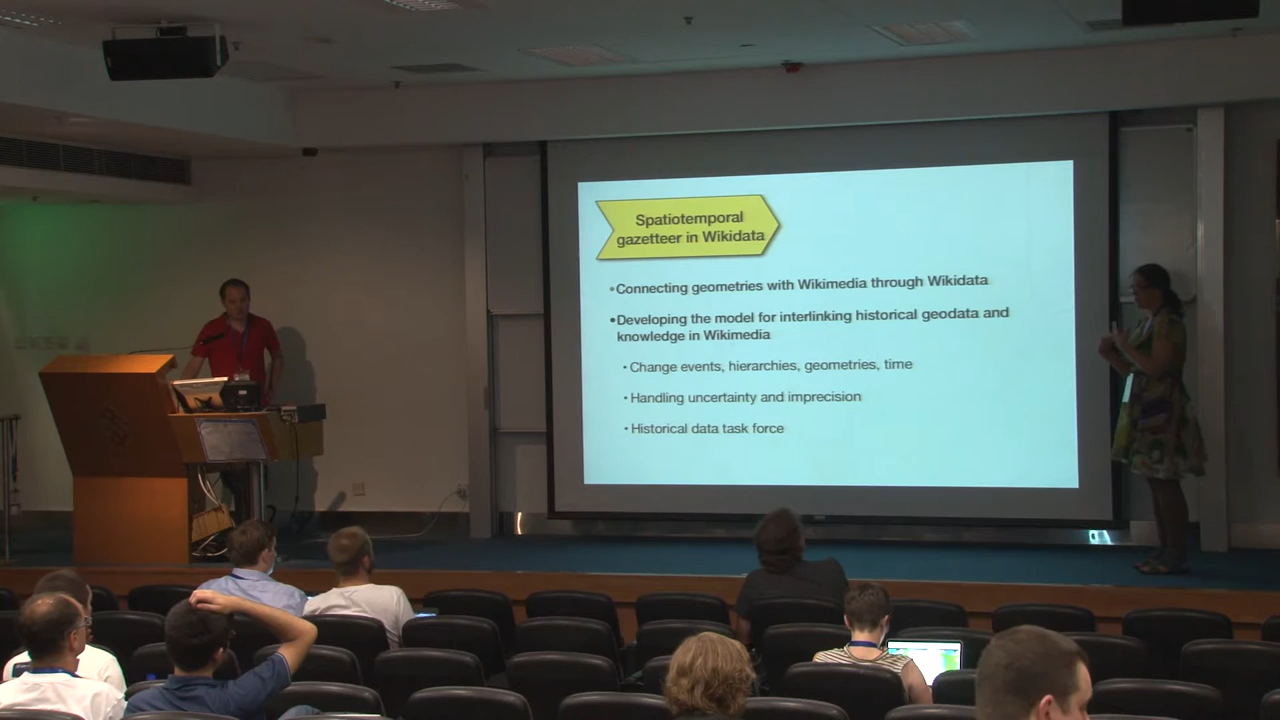 Spatiotemporal
gazetteer in Wikidata
•Connecting geometries with Wikimedia through Wikidata
•Developing the model for interlinking historical geodata and
knowledge in Wikimedia
•Change events, hierarchies, geometries, time
•Handling uncertainty and imprecision
•Historical data task force